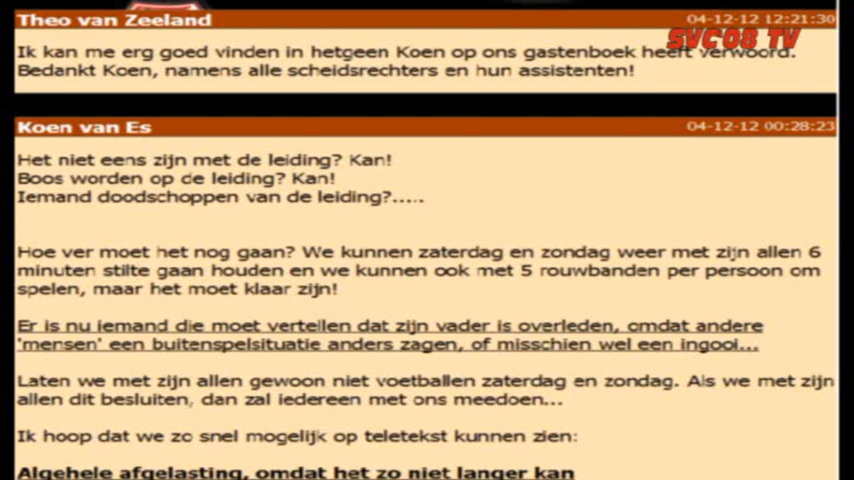 Theo van Zeeland 04-12-12 12:21:30
SVC08 TV
Ik kan me erg goed vinden in hetgeen Koen op ons gastenboek heeft verwoord.
Bedankt Koen, namens alle scheidsrechters en hun assistenten!
Koen van Es 04-12-12 00:28:23
Het niet eens zijn met de leiding? Kan!
Boos worden op de leiding? Kan!
Iemand doodschoppen van de leiding?.....
Hoe ver moet het nog gaan? We kunnen zaterdag en zondag weer met zijn allen 6
minuten stilte gaan houden en we kunnen ook met 5 rouwbanden per persoon om
spelen, maar het moet klaar zijn!
Er is nu iemand die moet vertellen dat zijn vader is overleden, omdat andere
'mensen' een buitenspelsituatie anders zagen, of misschien wel een ingooi...
Laten we met zijn allen gewoon niet voetballen zaterdag en zondag. Als we met zijn
allen dit besluiten, dan zal iedereen met ons meedoen...
Ik hoop dat we zo snel mogelijk op teletekst kunnen zien:
Algehele afgelasting, omdat het zo niet langer kan